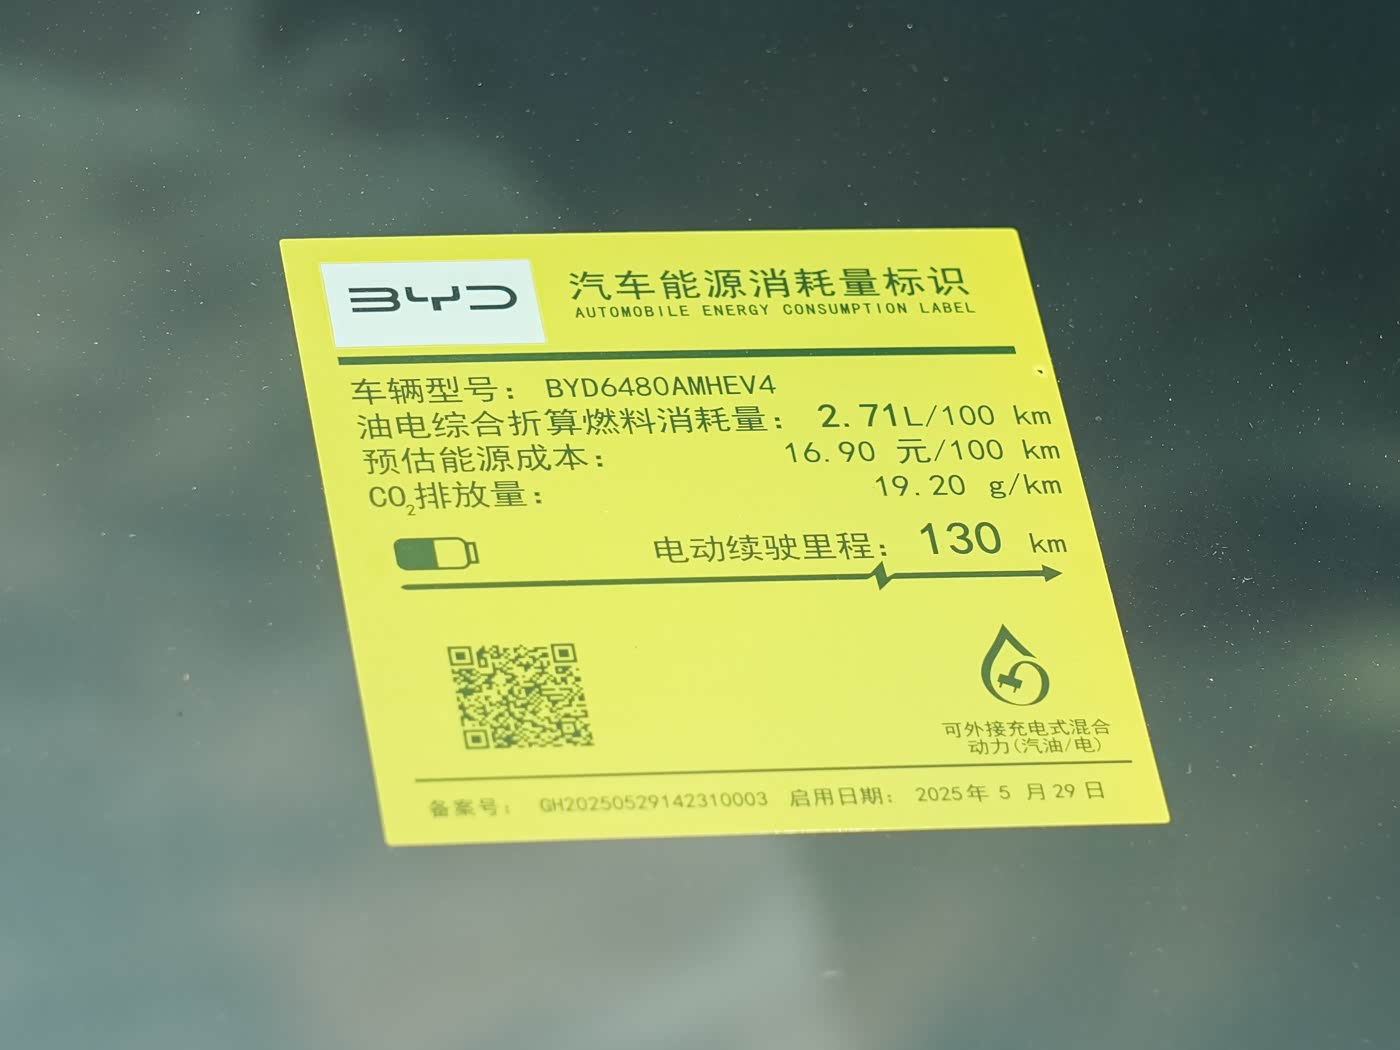 BYD
汽车能源消耗量标识
AUTOMOBILE ENERGY CONSUMPTION LABEL
车辆型号： BYD6480AMHEV4
油电综合折算燃料消耗量： 2.71L/100 km
预估能源成本： 16.90 元/100 km
CO₂排放量： 19.20 g/km
电动续驶里程： 130 km
可外接充电式混合
动力(汽油/电)
备案号： GH20250529142310003 启用日期： 2025年 5 月 29 日